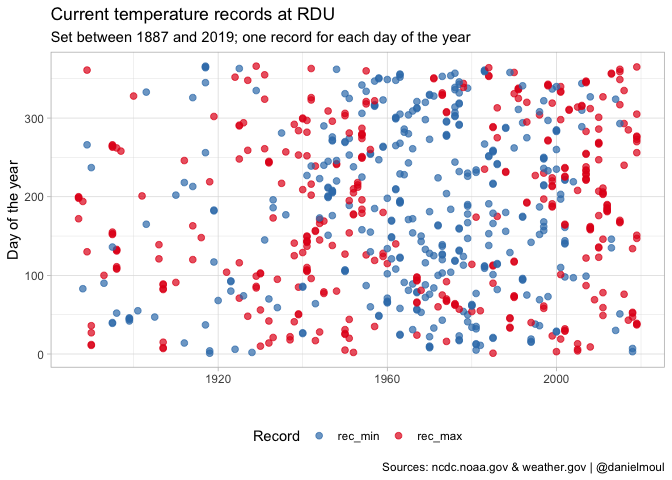 Current temperature records at RDU
Set between 1887 and 2019; one record for each day of the year
Day of the year
300
200
100
0
1920 1960 2000
Record rec_min rec_max
Sources: ncdc.noaa.gov & weather.gov | @danielmoul